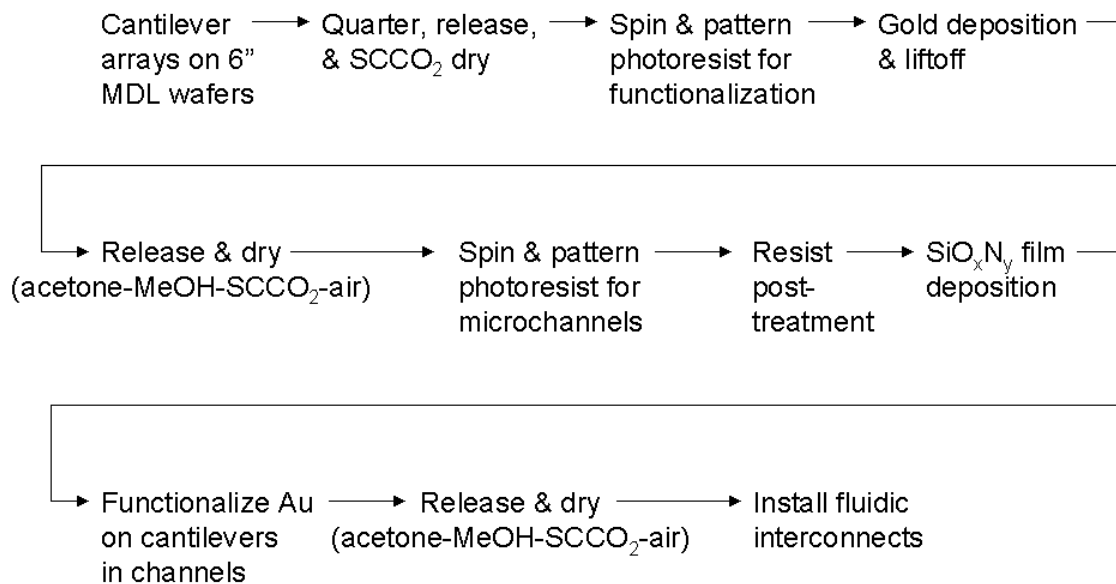 Cantilever arrays on 6” MDL wafers
Quarter, release, & SCCO₂ dry
Spin & pattern photoresist for functionalization
Gold deposition & liftoff
Release & dry (acetone-MeOH-SCCO₂-air)
Spin & pattern photoresist for microchannels
Resist post-treatment
SiOₓNᵧ film deposition
Functionalize Au on cantilevers in channels
Release & dry (acetone-MeOH-SCCO₂-air)
Install fluidic interconnects